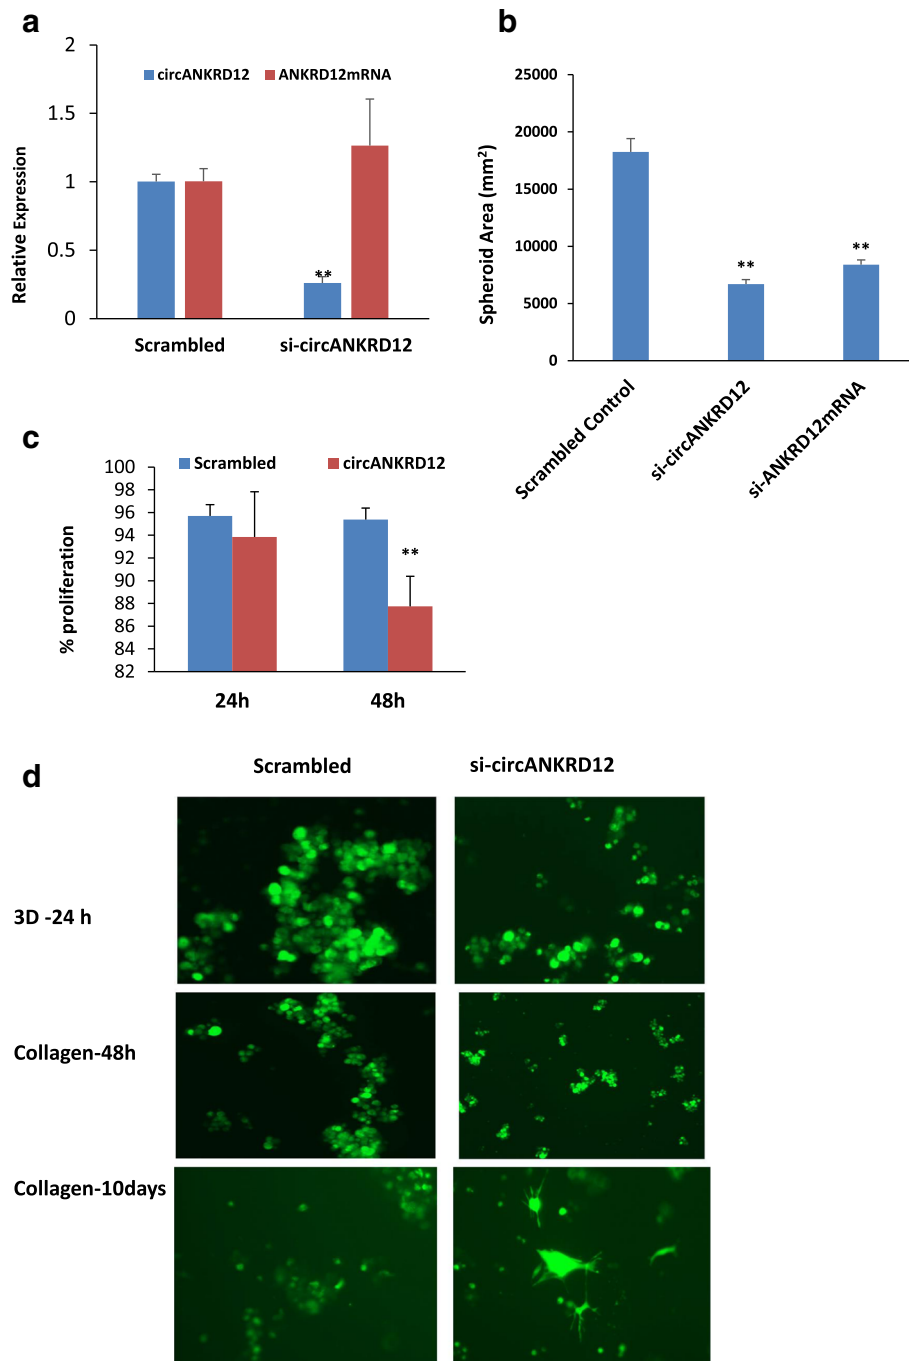 a
2
1.5
1
0.5
0
Relative Expression
circANKRD12 ANKRD12mRNA
**
Scrambled si-circANKRD12
b
25000
20000
15000
10000
5000
0
Spheroid Area (mm²)
** **
Scrambled Control
si-circANKRD12
si-ANKRD12mRNA
c
Scrambled circANKRD12
100
98
96
94
92
90
88
86
84
82
% proliferation
**
24h 48h
d
Scrambled si-circANKRD12
3D -24 h
Collagen-48h
Collagen-10days